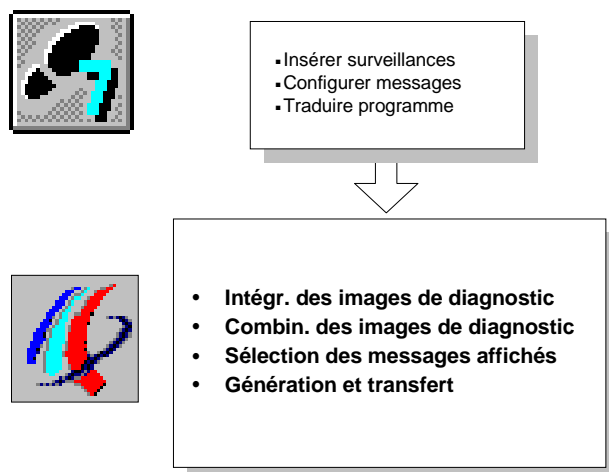 ▪Insérer surveillances
▪Configurer messages
▪Traduire programme
• Intégr. des images de diagnostic
• Combin. des images de diagnostic
• Sélection des messages affichés
• Génération et transfert